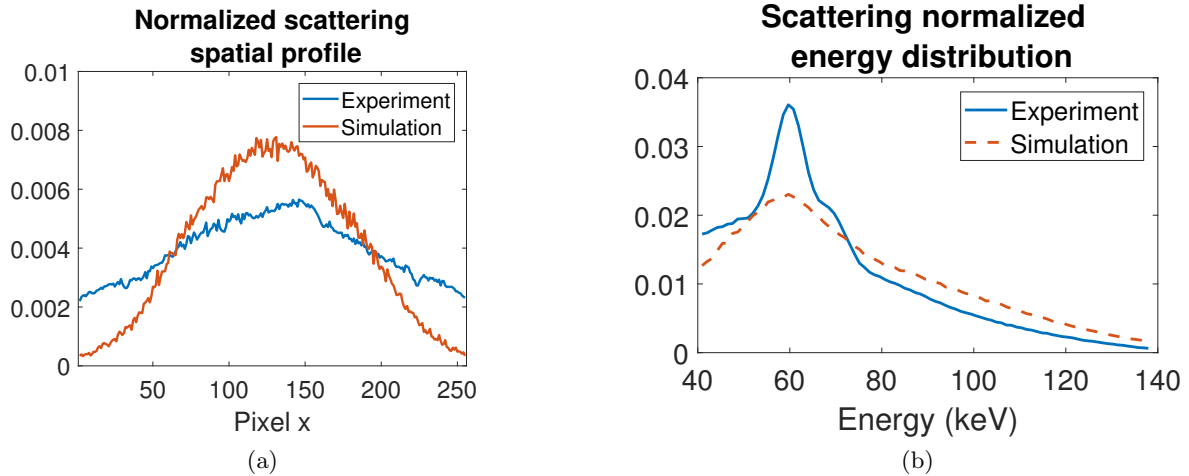 Normalized scattering
spatial profile
0.01
0.008
0.006
0.004
0.002
0
50
100
150
200
250
Pixel x
Experiment
Simulation
(a)
Scattering normalized
energy distribution
0.04
0.03
0.02
0.01
0
40
60
80
100
120
140
Energy (keV)
Experiment
Simulation
(b)